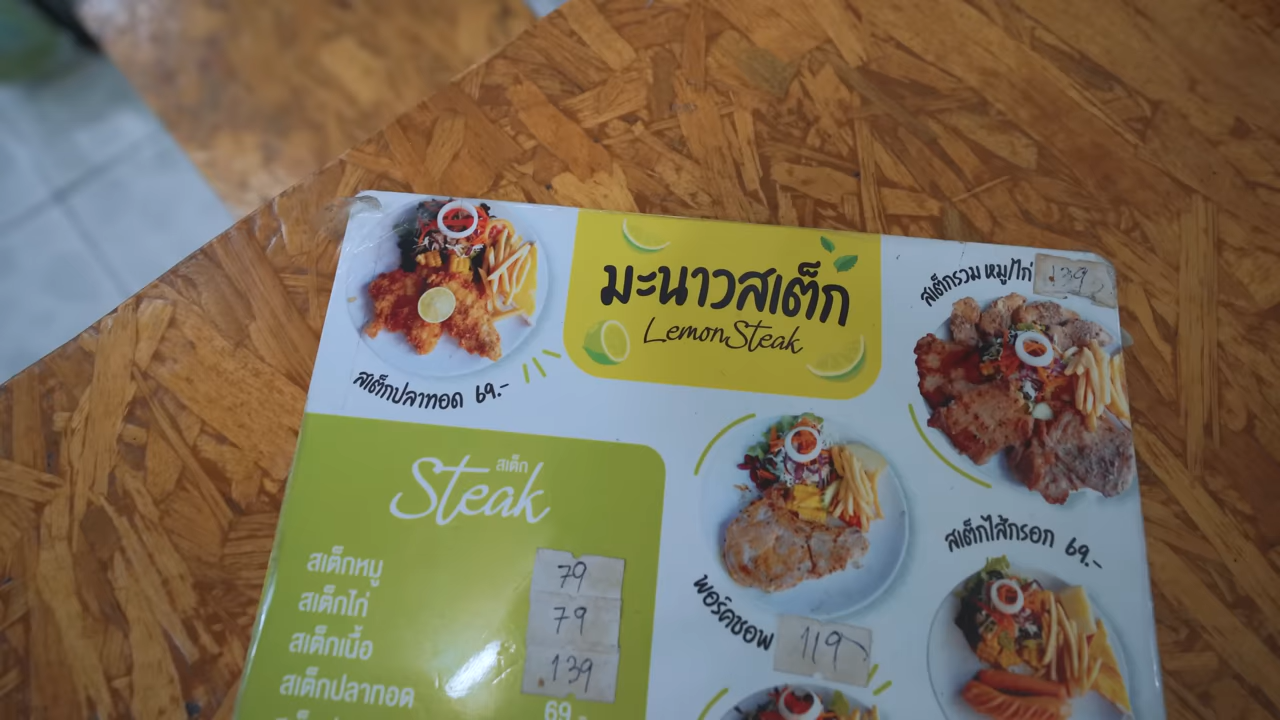 มะนาวสเต็ก
LemonSteak
สเต็กปลาทอด 69.-
สเต็กรวม หมู/ไก่ 139
สเต็ก
Steak
สเต็กหมู 79
สเต็กไก่ 79
สเต็กเนื้อ 139
สเต็กปลาทอด 69
พอร์คชอพ 119
สเต็กไส้กรอก 69.-